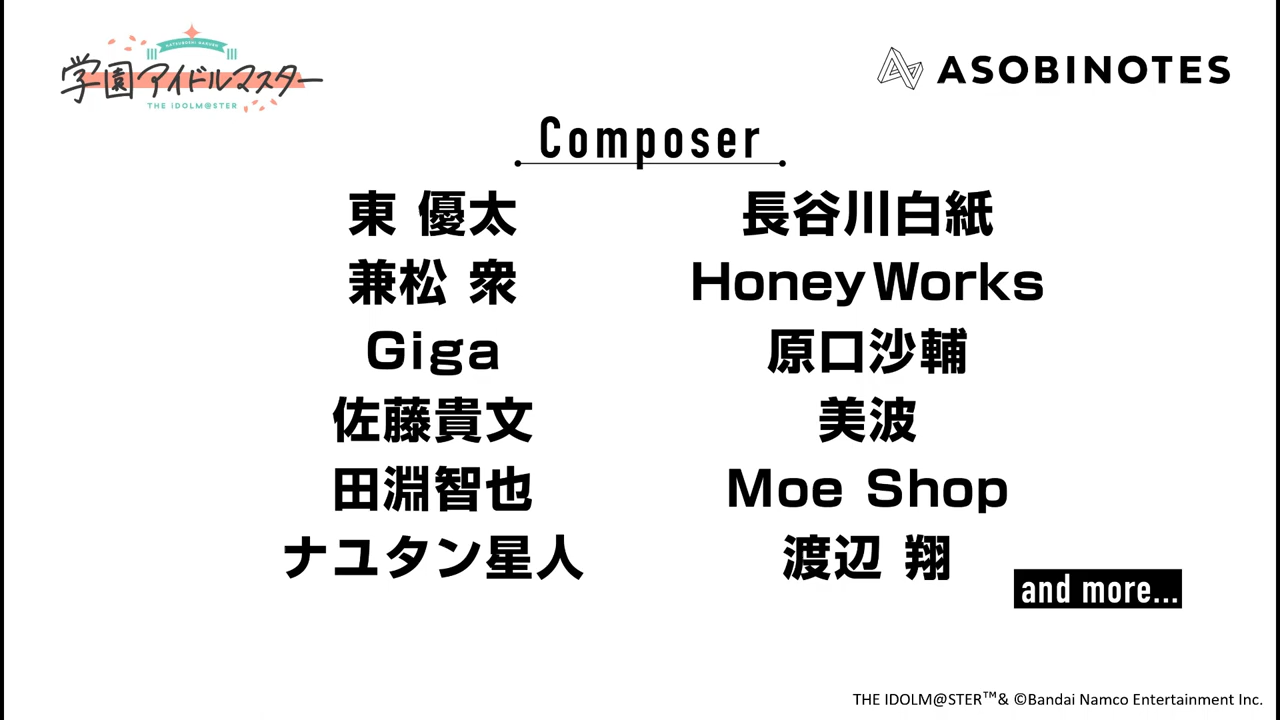 HATSUBOSHI GAKUEN
学園アイドルマスター
THE iDOLM@STER
ASOBINOTES
Composer
東 優太
兼松 衆
Giga
佐藤貴文
田淵智也
ナユタン星人
長谷川白紙
HoneyWorks
原口沙輔
美波
Moe Shop
渡辺 翔
and more...
THE IDOLM@STER™& ©Bandai Namco Entertainment Inc.